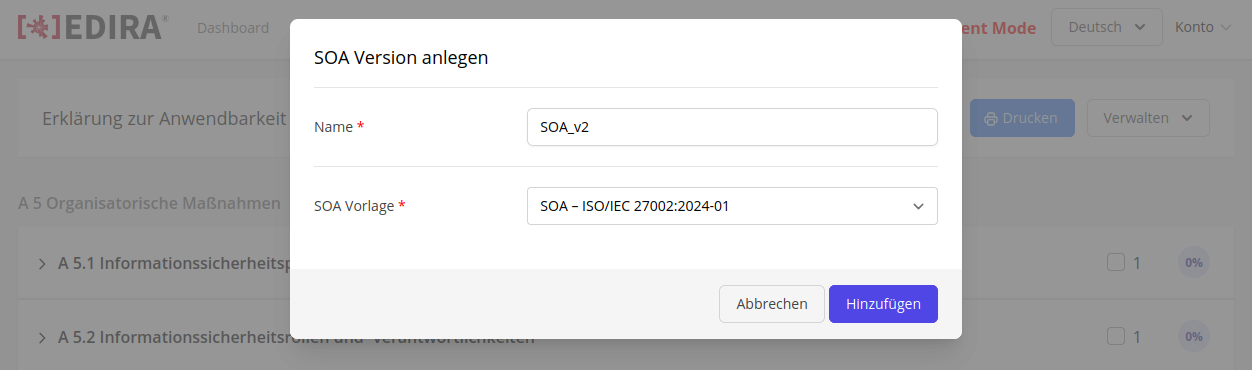 [ ]EDIRA®
Dashboard
ent Mode
Deutsch
Konto
SOA Version anlegen
Erklärung zur Anwendbarkeit
Drucken
Verwalten
Name *
SOA_v2
SOA Vorlage *
SOA – ISO/IEC 27002:2024-01
A 5 Organisatorische Maßnahmen
A 5.1 Informationssicherheitsp
1
0%
Abbrechen
Hinzufügen
A 5.2 Informationssicherheitsrollen und -verantwortlichkeiten
1
0%